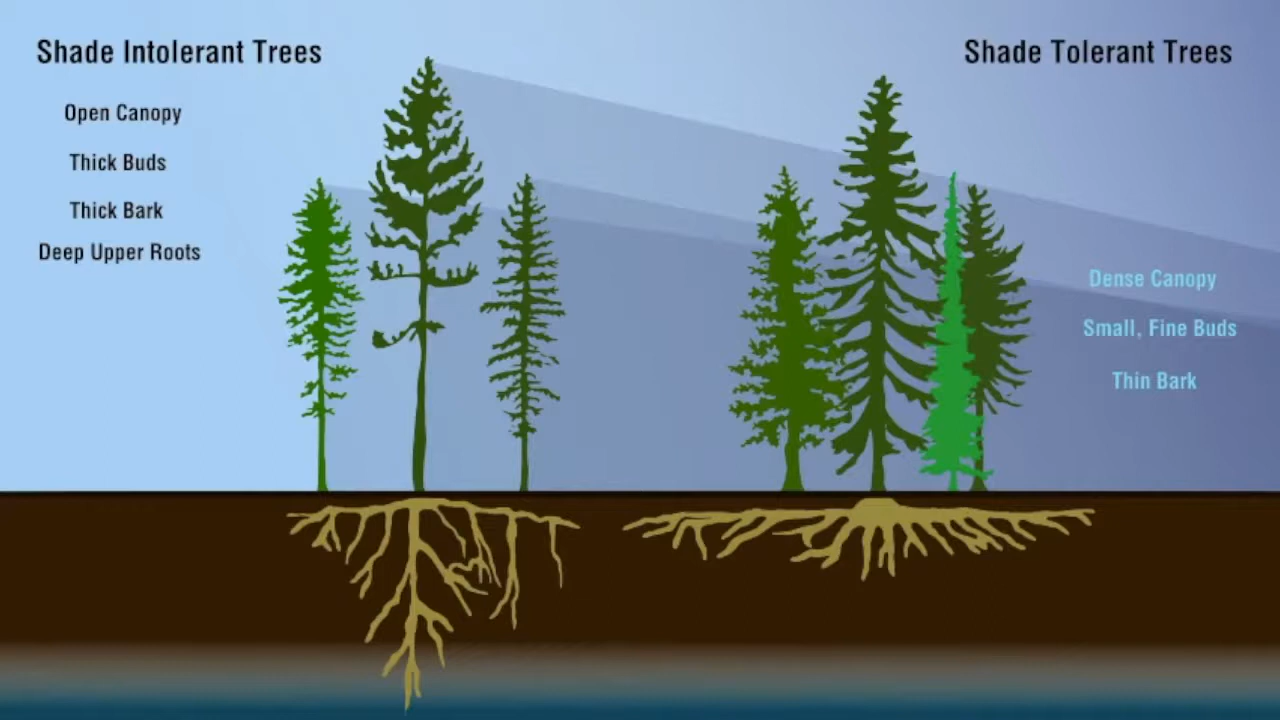 Shade Intolerant Trees
Open Canopy
Thick Buds
Thick Bark
Deep Upper Roots
Shade Tolerant Trees
Dense Canopy
Small, Fine Buds
Thin Bark